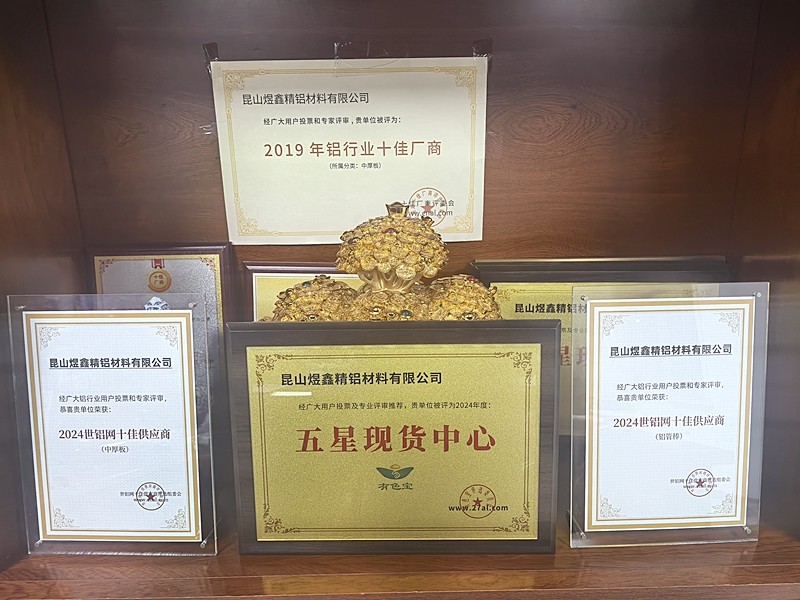 昆山煜鑫精铝材料有限公司
经广大用户投票和专家评审，贵单位被评为：
2019 年铝行业十佳厂商
（所属分类：中厚板）
昆山煜鑫精铝材料有限公司
经广大铝行业用户投票和专家评审，
恭喜贵单位荣获：
2024世铝网十佳供应商
（中厚板）
昆山煜鑫精铝材料有限公司
经广大用户投票及专业评审推荐，贵单位被评为2024年度：
五星现货中心
有色宝
www.27al.com
昆山煜鑫精铝材料有限公司
经广大铝行业用户投票和专家评审，
恭喜贵单位荣获：
2024世铝网十佳供应商
（铝管棒）
昆山煜鑫精铝